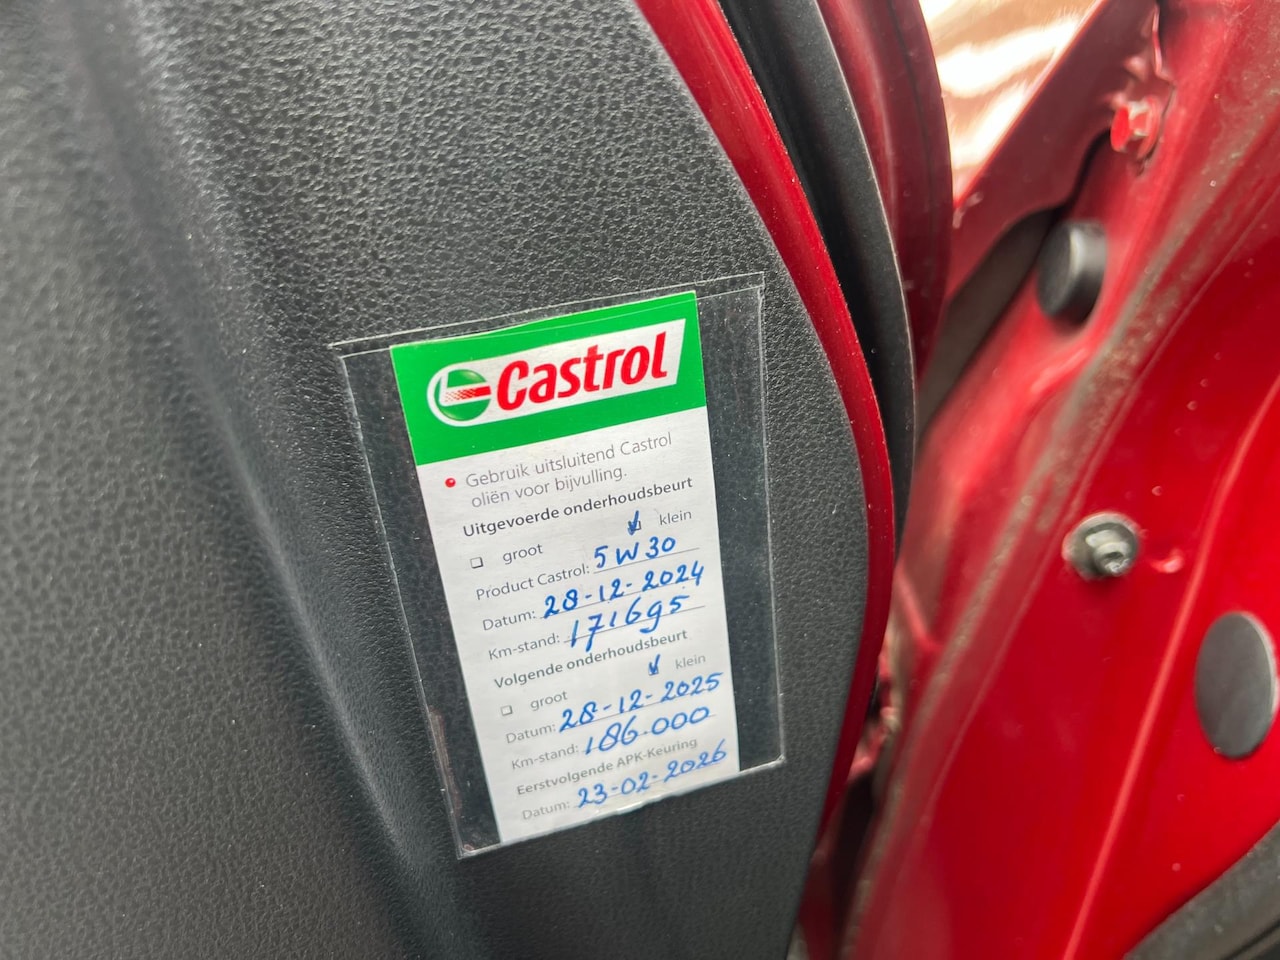 Castrol
Gebruik uitsluitend Castrol
oliën voor bijvulling.
Uitgevoerde onderhoudsbeurt
groot klein
Product Castrol: 5W30
Datum: 28-12-2024
Km-stand: 171695
Volgende onderhoudsbeurt
groot klein
Datum: 28-12-2025
Km-stand: 186.000
Eerstvolgende APK-Keuring
Datum: 23-02-2026